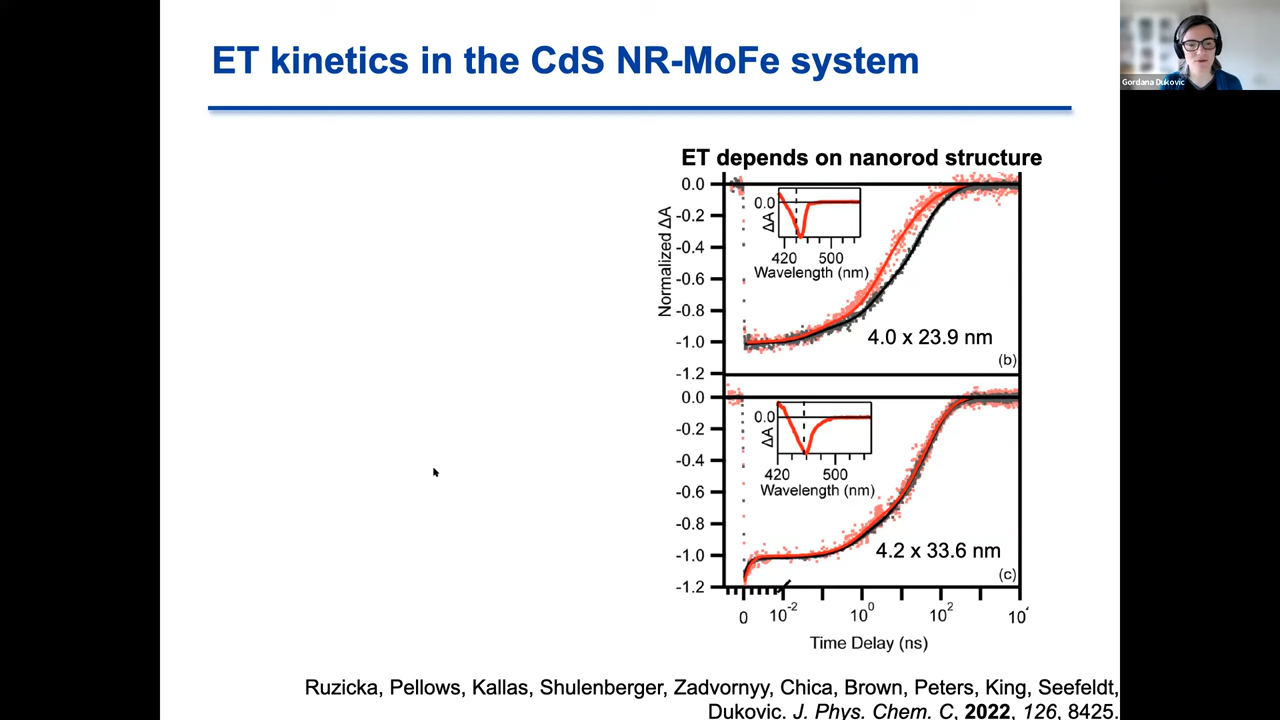 ET kinetics in the CdS NR-MoFe system
Gordana Dukovic
ET depends on nanorod structure
0.0
-0.2
-0.4
-0.6
-0.8
-1.0
-1.2
Normalized ΔA
0.0
ΔA
420 500
Wavelength (nm)
4.0 x 23.9 nm
(b)
0.0
-0.2
-0.4
-0.6
-0.8
-1.0
-1.2
0.0
ΔA
420 500
Wavelength (nm)
4.2 x 33.6 nm
(c)
0 10⁻² 10⁰ 10² 10⁴
Time Delay (ns)
Ruzicka, Pellows, Kallas, Shulenberger, Zadvornyy, Chica, Brown, Peters, King, Seefeldt,
Dukovic. J. Phys. Chem. C, 2022, 126, 8425.